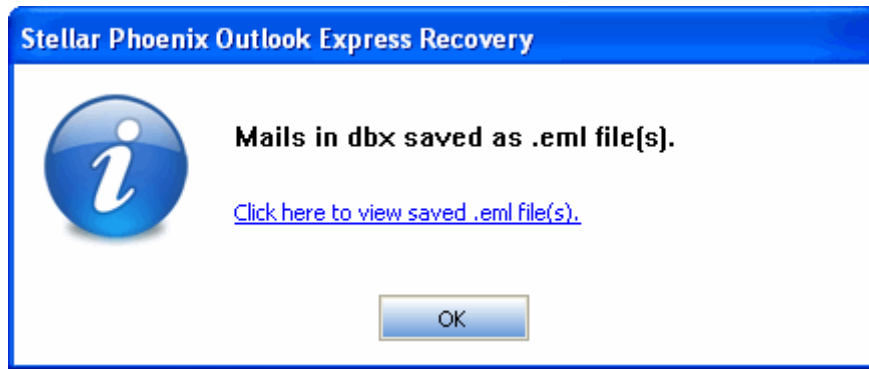 Stellar Phoenix Outlook Express Recovery
Mails in dbx saved as .eml file(s).
Click here to view saved .eml file(s).
OK